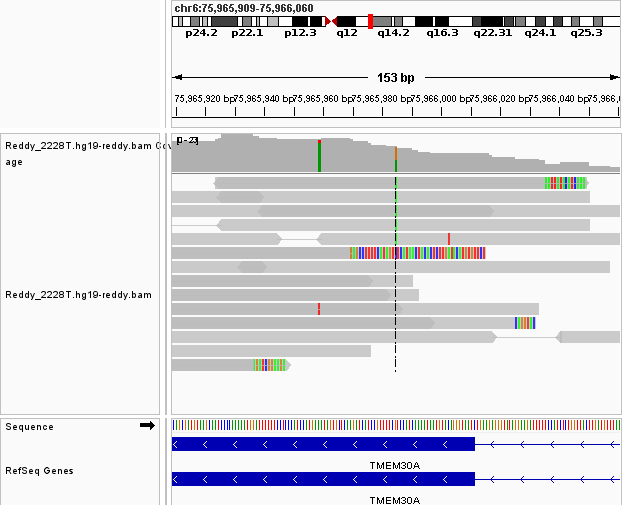 chr6:75,965,909-75,966,060
p24.2 p22.1 p12.3 q12 q14.2 q16.3 q22.31 q24.1 q25.3
153 bp
75,965,920 bp 75,965,940 bp 75,965,960 bp 75,965,980 bp 75,966,000 bp 75,966,020 bp 75,966,040 bp 75,966,0
Reddy_2228T.hg19-reddy.bam Cov
age
[0 - 23]
Reddy_2228T.hg19-reddy.bam
Sequence
RefSeq Genes
TMEM30A
TMEM30A